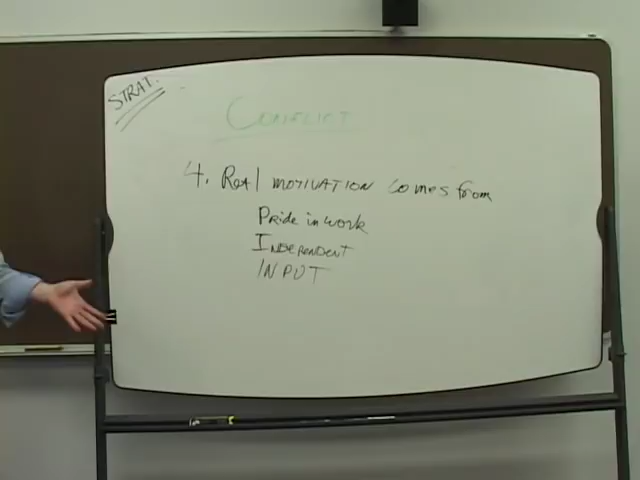 STRAT.
CONFLICT
4. Real MOTIVATION comes from
Pride in work
INDEPENDENT
INPUT